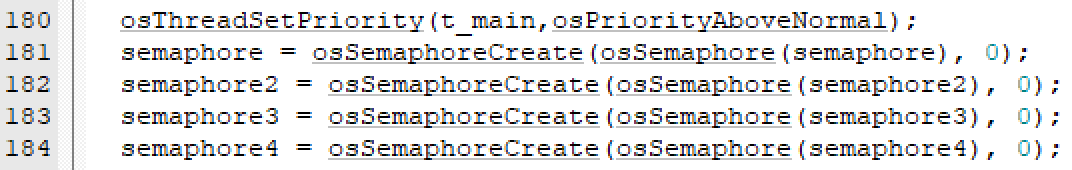 180 osThreadSetPriority(t_main,osPriorityAboveNormal);
181 semaphore = osSemaphoreCreate(osSemaphore(semaphore), 0);
182 semaphore2 = osSemaphoreCreate(osSemaphore(semaphore2), 0);
183 semaphore3 = osSemaphoreCreate(osSemaphore(semaphore3), 0);
184 semaphore4 = osSemaphoreCreate(osSemaphore(semaphore4), 0);